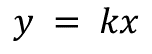 y = kx